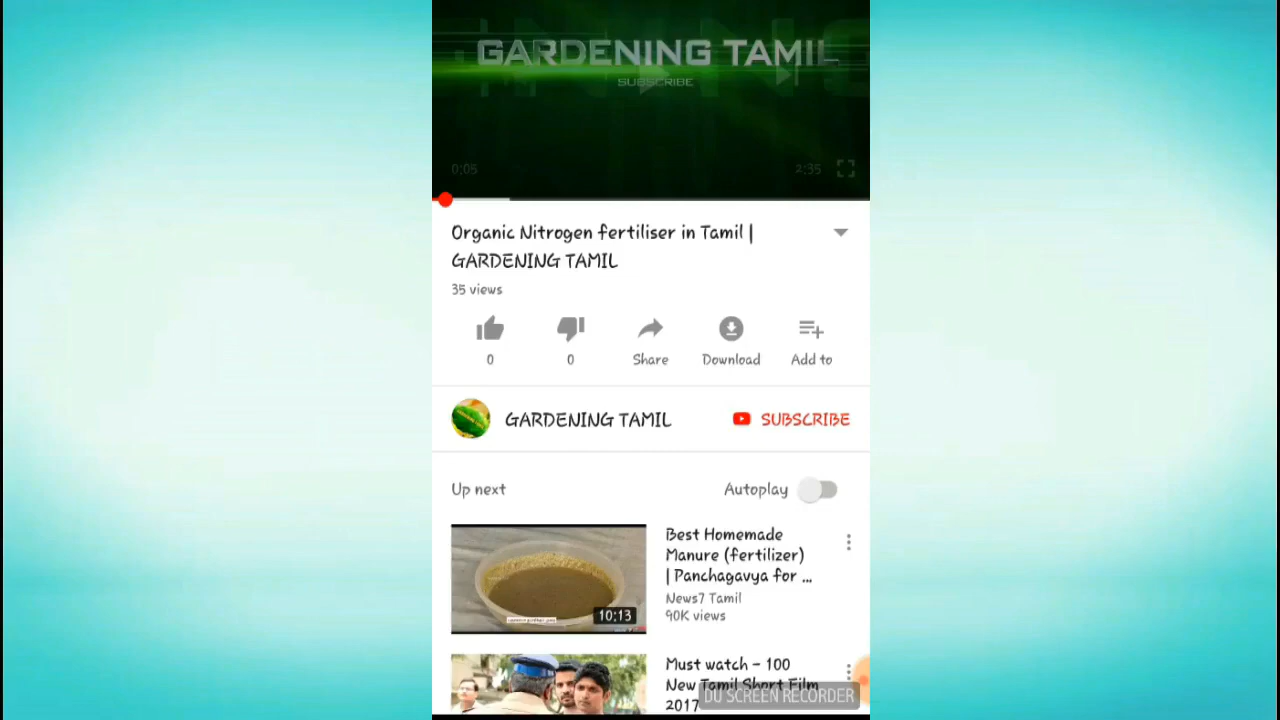 GARDENING TAMIL
SUBSCRIBE
0:05
2:35
Organic Nitrogen fertiliser in Tamil |
GARDENING TAMIL
35 views
0
0
Share
Download
Add to
GARDENING TAMIL
SUBSCRIBE
Up next
Autoplay
Best Homemade
Manure (fertilizer)
| Panchagavya for ...
News7 Tamil
90K views
10:13
Must watch – 100
New Tamil Short Film
2017
DU SCREEN RECORDER